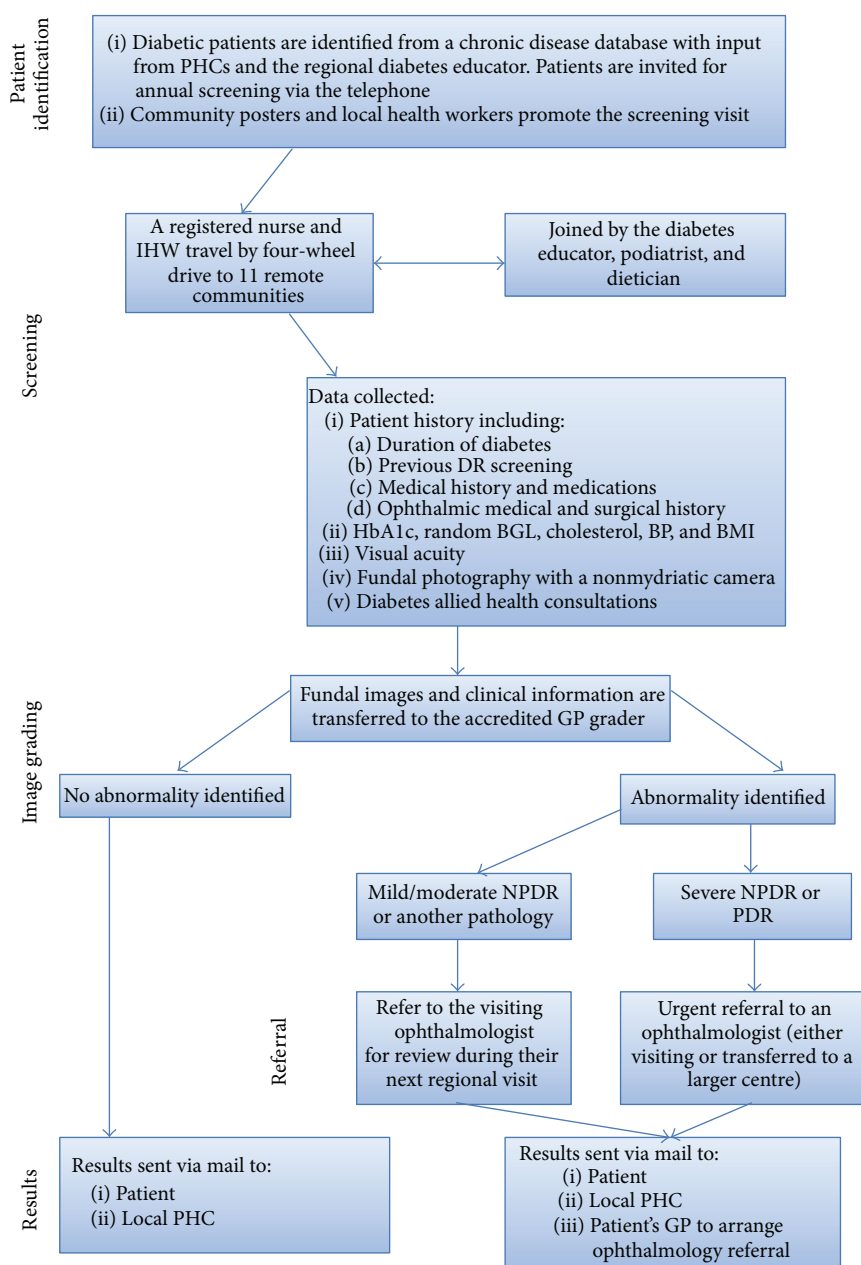 Patient
identification
(i) Diabetic patients are identified from a chronic disease database with input
from PHCs and the regional diabetes educator. Patients are invited for
annual screening via the telephone
(ii) Community posters and local health workers promote the screening visit
Screening
A registered nurse and
IHW travel by four-wheel
drive to 11 remote
communities
Joined by the diabetes
educator, podiatrist, and
dietician
Data collected:
(i) Patient history including:
(a) Duration of diabetes
(b) Previous DR screening
(c) Medical history and medications
(d) Ophthalmic medical and surgical history
(ii) HbA1c, random BGL, cholesterol, BP, and BMI
(iii) Visual acuity
(iv) Fundal photography with a nonmydriatic camera
(v) Diabetes allied health consultations
Image grading
Fundal images and clinical information are
transferred to the accredited GP grader
No abnormality identified
Abnormality identified
Mild/moderate NPDR
or another pathology
Severe NPDR or
PDR
Referral
Refer to the visiting
ophthalmologist
for review during their
next regional visit
Urgent referral to an
ophthalmologist (either
visiting or transferred to a
larger centre)
Results
Results sent via mail to:
(i) Patient
(ii) Local PHC
Results sent via mail to:
(i) Patient
(ii) Local PHC
(iii) Patient's GP to arrange
ophthalmology referral